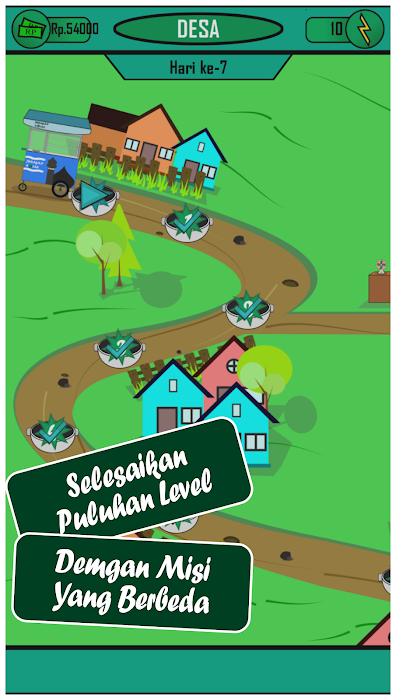 Rp.54000
DESA
10
RP
Hari ke-7
Selesaikan
Puluhan Level
Demgan Misi
Yang Berbeda